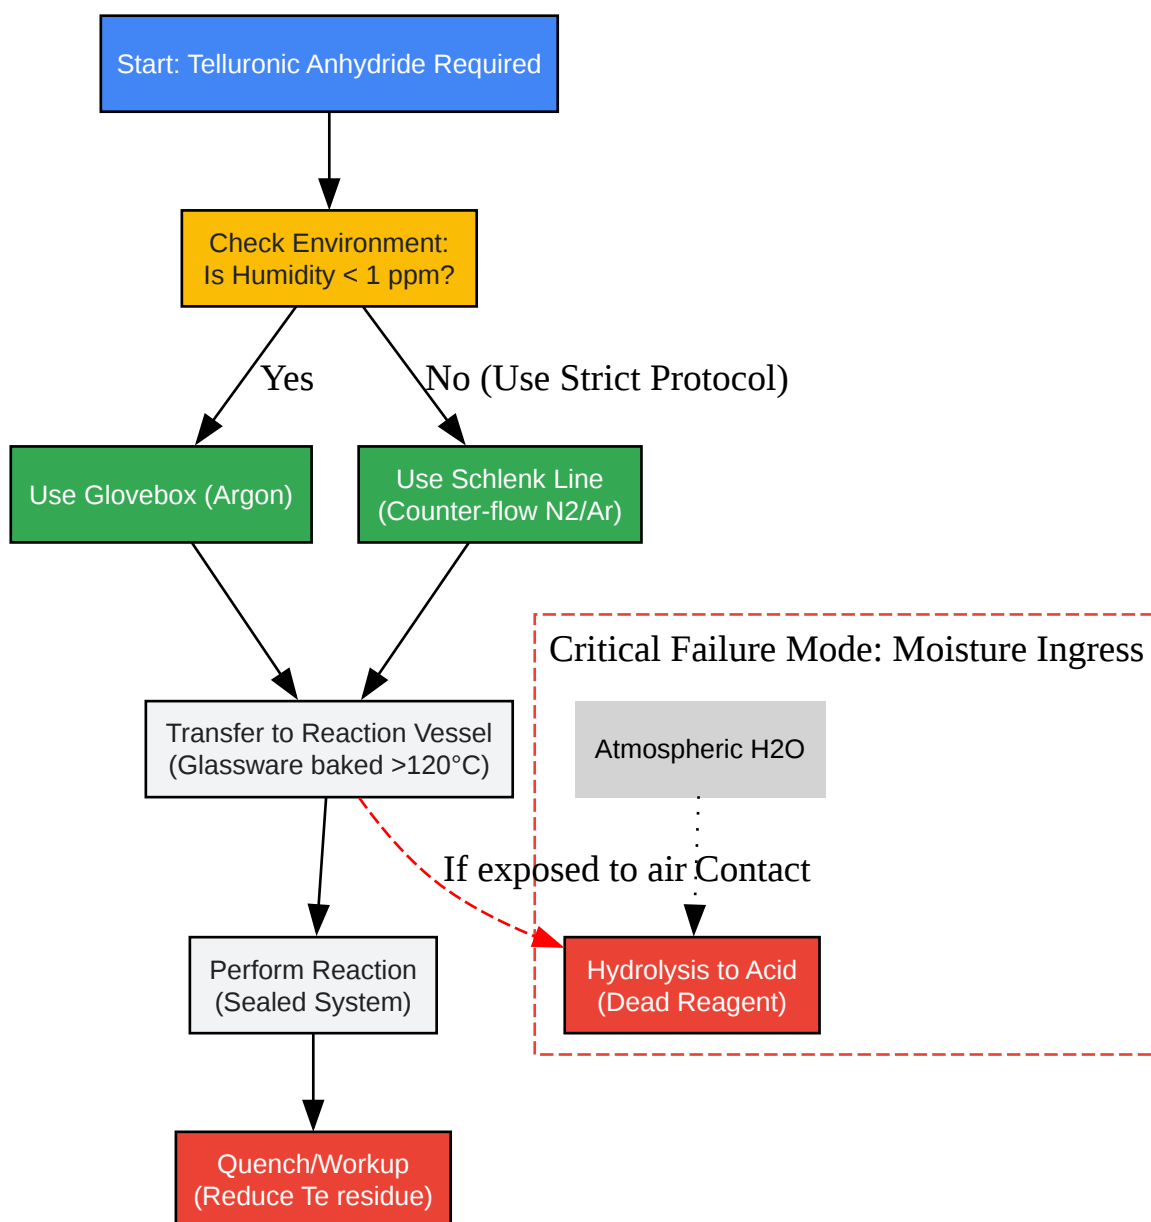 Start: Telluronic Anhydride Required
Check Environment:
Is Humidity < 1 ppm?
Yes
No (Use Strict Protocol)
Use Glovebox (Argon)
Use Schlenk Line
(Counter-flow N2/Ar)
Critical Failure Mode: Moisture Ingress
Transfer to Reaction Vessel
(Glassware baked >120°C)
Atmospheric H2O
If exposed to air
Contact
Perform Reaction
(Sealed System)
Hydrolysis to Acid
(Dead Reagent)
Quench/Workup
(Reduce Te residue)